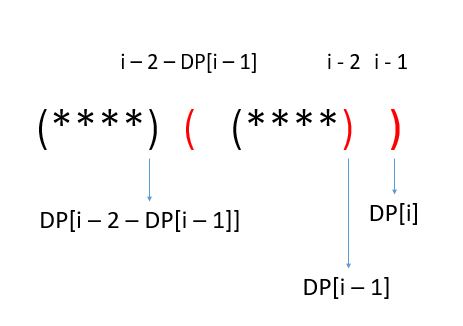 i – 2 – DP[i – 1] i - 2 i - 1
(****) ( (****) )
DP[i – 2 – DP[i – 1]] DP[i]
DP[i – 1]